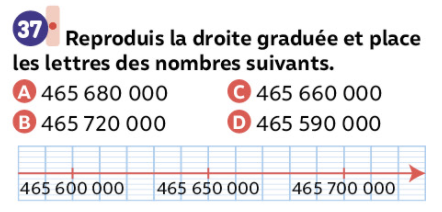 37 Reproduis la droite graduée et place
les lettres des nombres suivants.
A 465 680 000 C 465 660 000
B 465 720 000 D 465 590 000
465 600 000 465 650 000 465 700 000